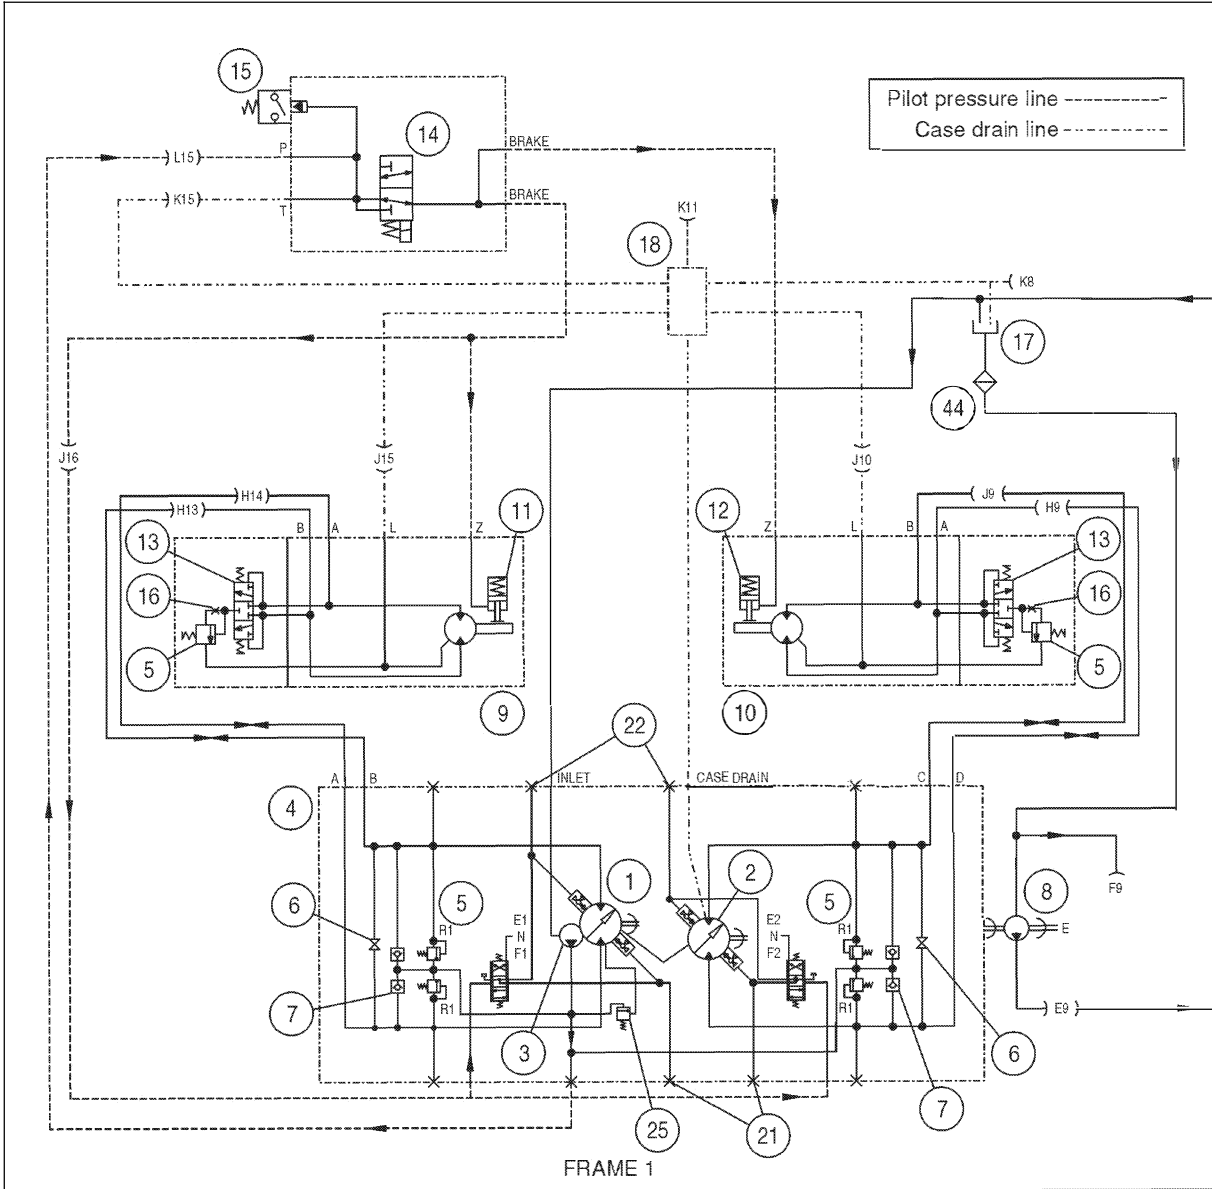 15
14
Pilot pressure line
Case drain line
L15
P
BRAKE
K15
T
BRAKE
K11
18
K8
17
44
J16
J15
J10
H14
H13
J9
H9
11
12
B A L Z
Z L B A
13
13
16
16
5
5
9
10
22
A B
INLET
CASE DRAIN
C D
4
1
2
8
F9
E
6
5
R1
E1
N
F1
E2
N
F2
5
R1
7
R1
R1
E9
3
6
7
25
21
FRAME 1